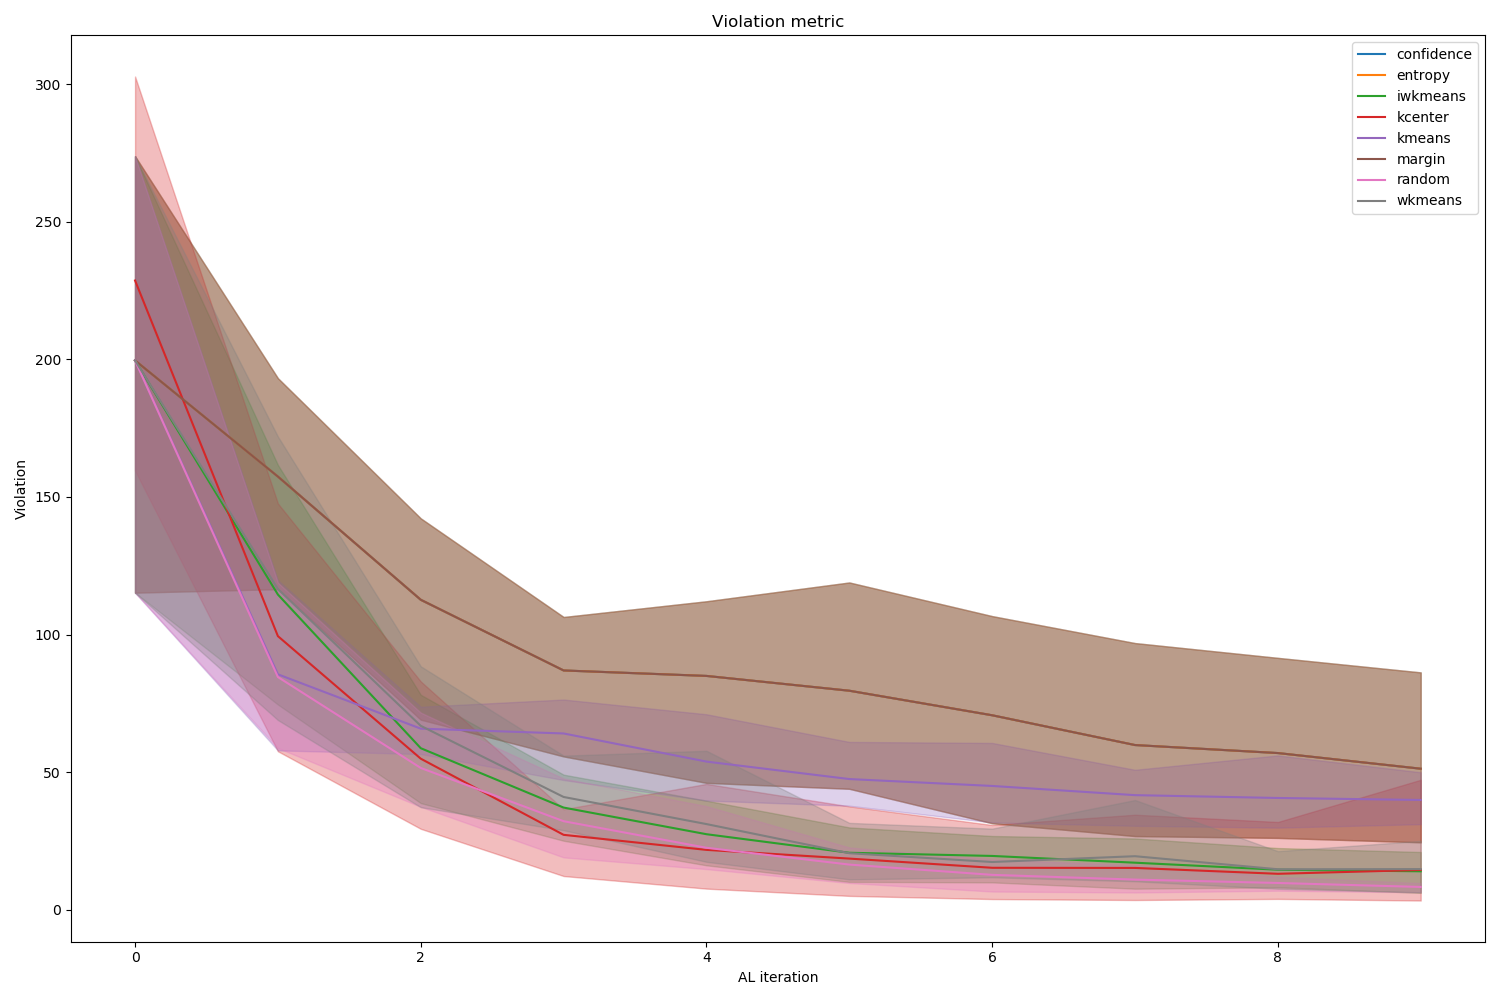 Violation metric
confidence
entropy
iwkmeans
kcenter
kmeans
margin
random
wkmeans
300
250
200
150
100
50
0
Violation
0 2 4 6 8
AL iteration